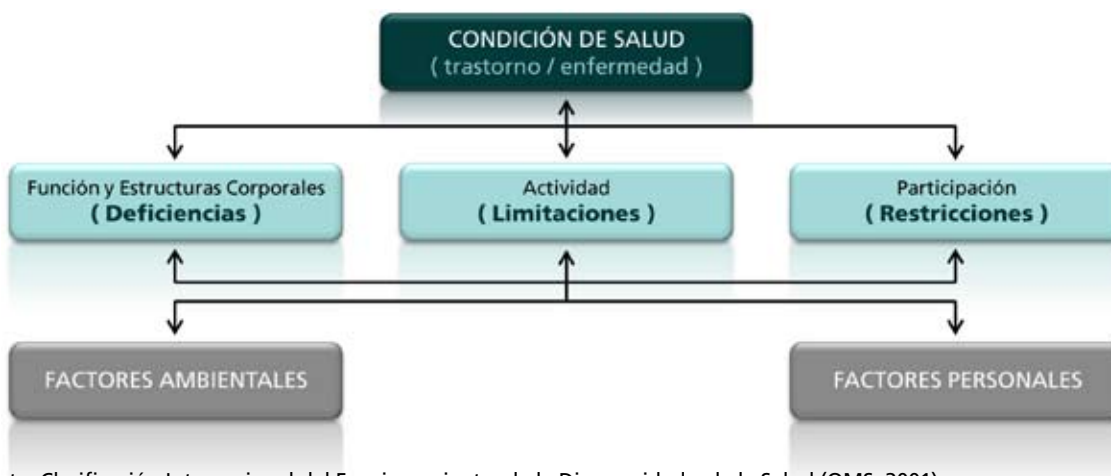 CONDICIÓN DE SALUD
( trastorno / enfermedad )
Función y Estructuras Corporales
( Deficiencias )
Actividad
( Limitaciones )
Participación
( Restricciones )
FACTORES AMBIENTALES
FACTORES PERSONALES
Clasificación Internacional del Funcionamiento, de la Discapacidad y de la Salud (OMS, 2001)